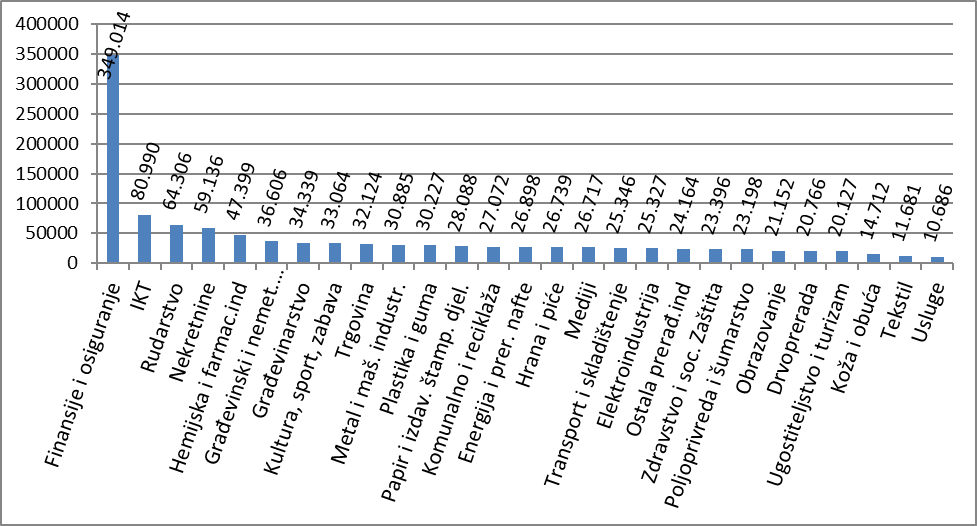 400000
350000
300000
250000
200000
150000
100000
50000
0
349.014
80.990
64.306
59.136
47.399
36.606
34.339
33.064
32.124
30.885
30.227
28.088
27.072
26.898
26.739
26.717
25.346
25.327
24.164
23.396
23.198
21.152
20.766
20.127
14.712
11.681
10.686
Finansije i osiguranje
IKT
Rudarstvo
Nekretnine
Hemijska i farmac.ind
Građevinski i nemet....
Građevinarstvo
Kultura, sport, zabava
Trgovina
Metal i maš. industr.
Plastika i guma
Papir i izdav. štamp. djel.
Komunalno i reciklaža
Energija i prer. nafte
Hrana i piće
Mediji
Transport i skladištenje
Elektroindustrija
Ostala prerađ.ind
Zdravstvo i soc. Zaštita
Poljoprivreda i šumarstvo
Obrazovanje
Drvoprerada
Ugostiteljstvo i turizam
Koža i obuća
Tekstil
Usluge